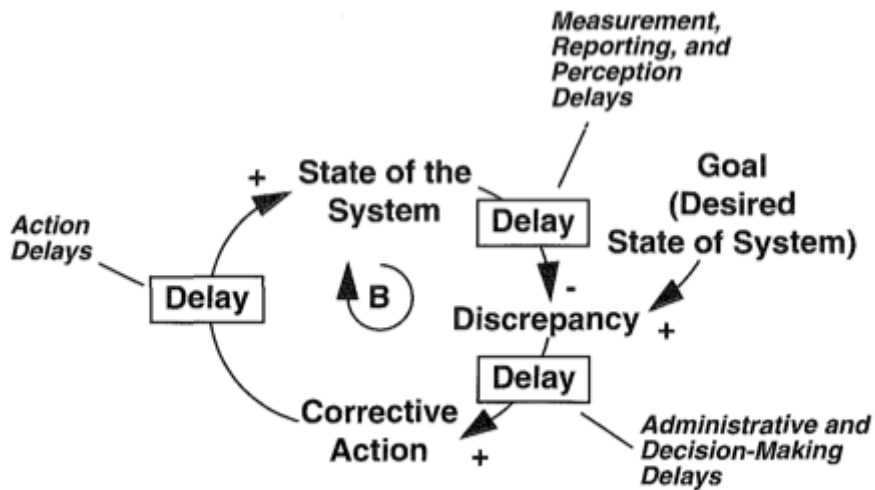 Measurement,
Reporting, and
Perception
Delays
State of the
System
+
Delay
Goal
(Desired
State of System)
Action
Delays
Delay
B
-
Discrepancy
+
Delay
Corrective
Action
+
Administrative and
Decision-Making
Delays